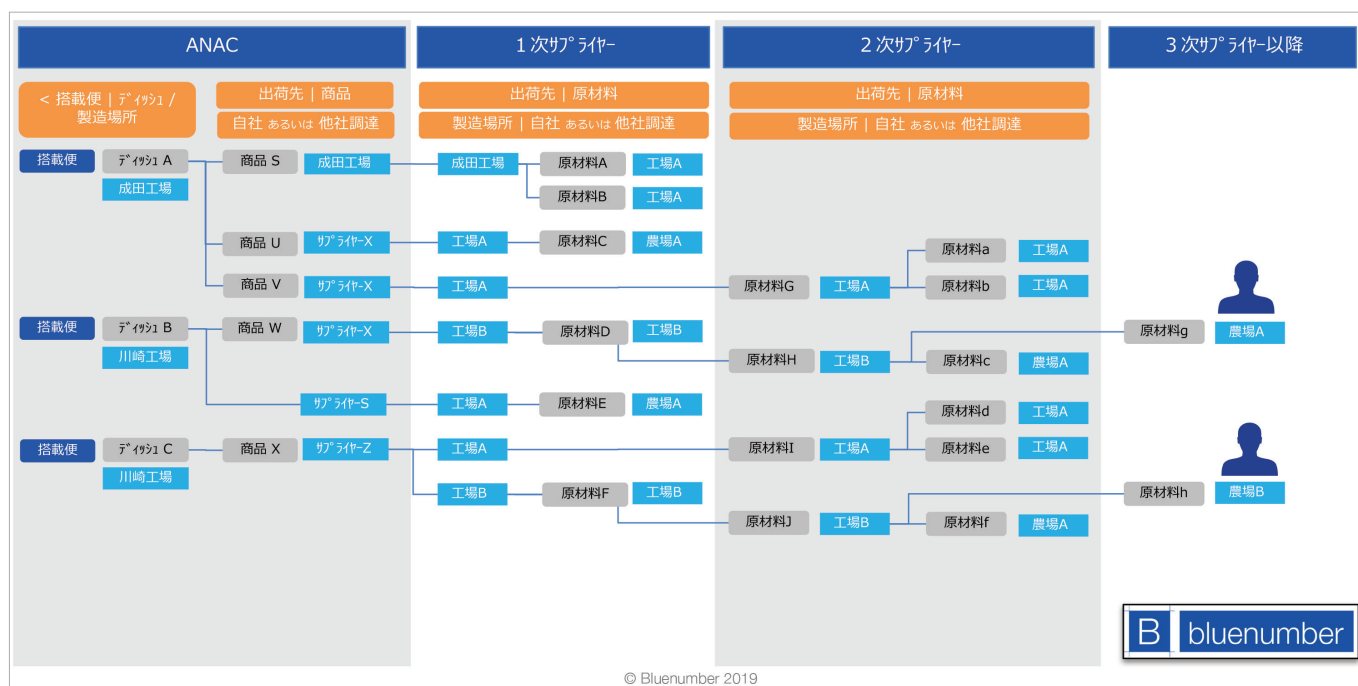 ANAC
1 次ｻﾌﾟﾗｲﾔｰ
2 次ｻﾌﾟﾗｲﾔｰ
3 次ｻﾌﾟﾗｲﾔｰ以降
< 搭載便 | ﾃﾞｨｯｼｭ /
製造場所
出荷先 | 商品
自社 あるいは 他社調達
出荷先 | 原材料
製造場所 | 自社 あるいは 他社調達
出荷先 | 原材料
製造場所 | 自社 あるいは 他社調達
搭載便 ﾃﾞｨｯｼｭ A 商品 S 成田工場 成田工場 原材料A 工場A
成田工場 原材料B 工場A
商品 U ｻﾌﾟﾗｲﾔｰX 工場A 原材料C 農場A 原材料a 工場A
商品 V ｻﾌﾟﾗｲﾔｰX 工場A 原材料G 工場A 原材料b 工場A
搭載便 ﾃﾞｨｯｼｭ B 商品 W ｻﾌﾟﾗｲﾔｰX 工場B 原材料D 工場B 原材料g 農場A
川崎工場 原材料H 工場B 原材料c 農場A
ｻﾌﾟﾗｲﾔｰS 工場A 原材料E 農場A 原材料d 工場A
搭載便 ﾃﾞｨｯｼｭ C 商品 X ｻﾌﾟﾗｲﾔｰZ 工場A 原材料I 工場A 原材料e 工場A
川崎工場 工場B 原材料F 工場B 原材料h 農場B
原材料J 工場B 原材料f 農場A
B bluenumber
© Bluenumber 2019